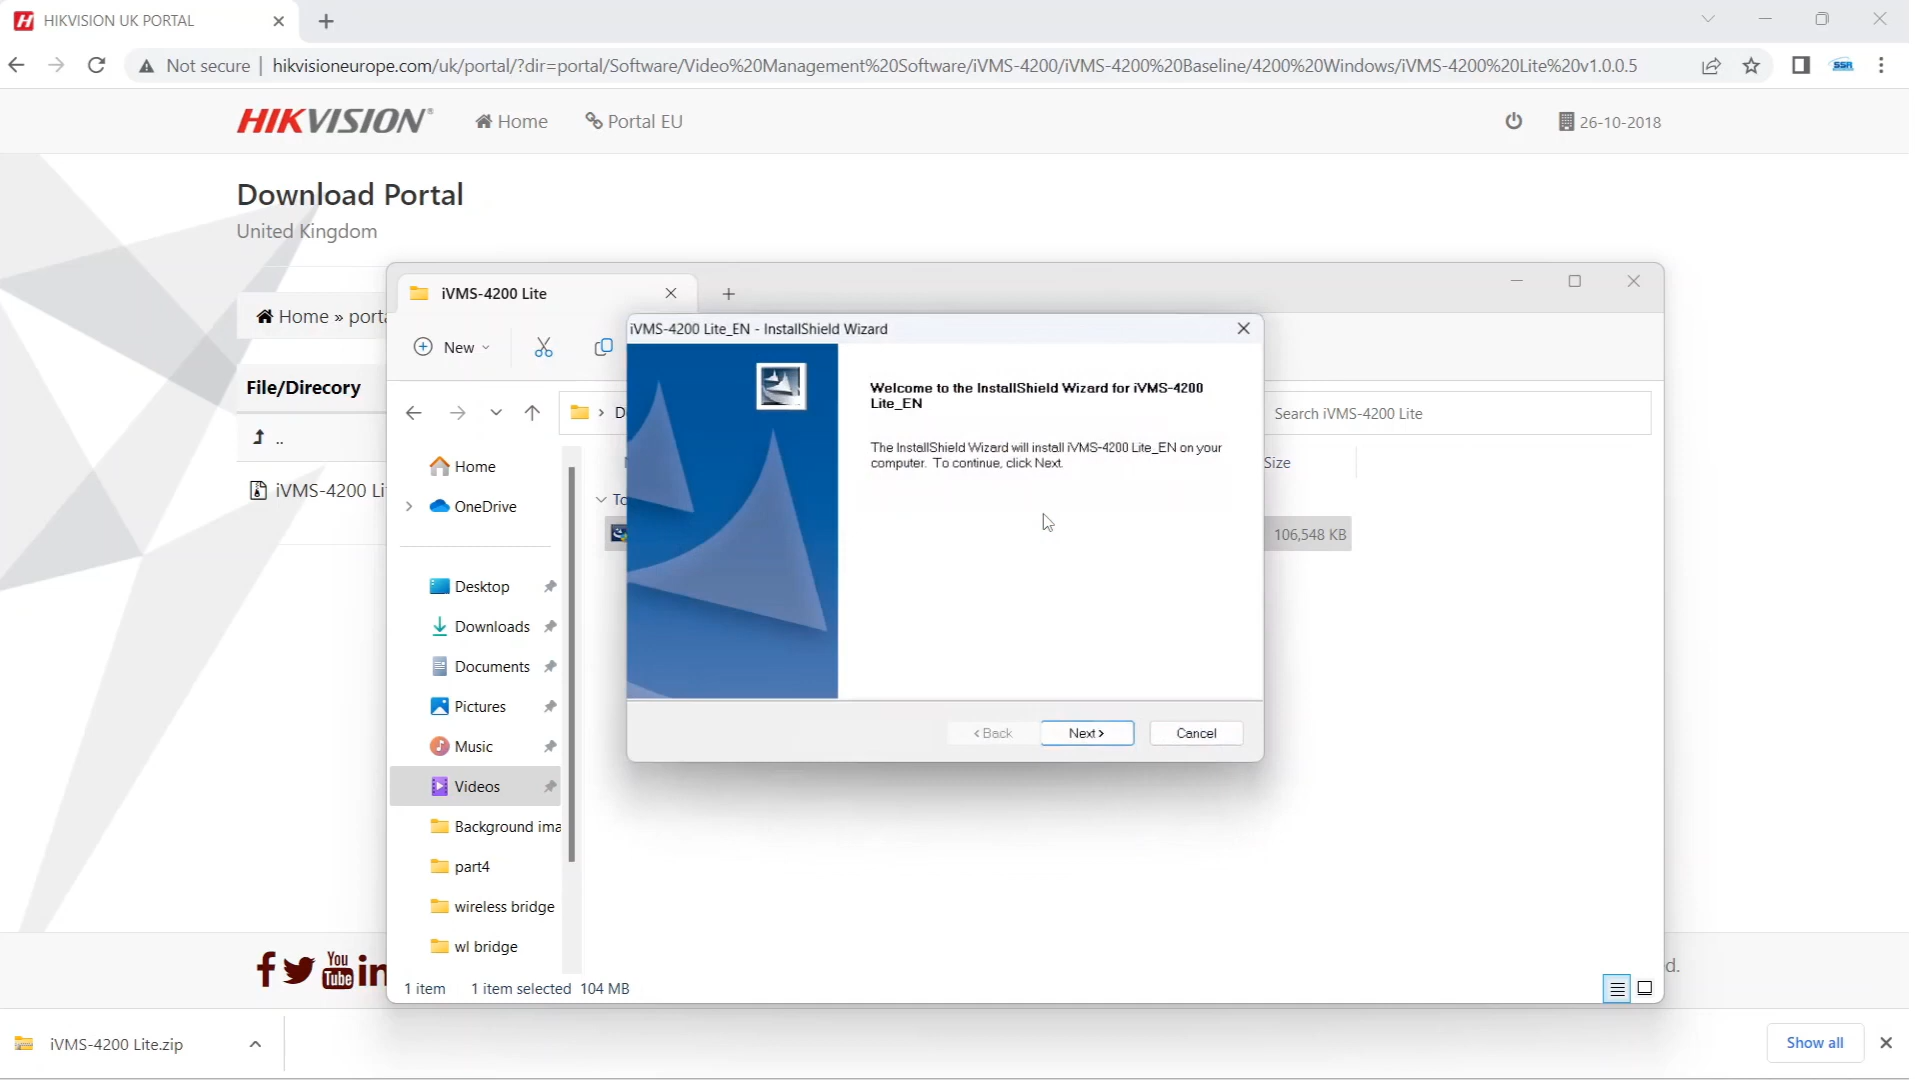 HIKVISION UK PORTAL
Not secure
hikvisioneurope.com/uk/portal/?dir=portal/Software/Video%20Management%20Software/iVMS-4200/iVMS-4200%20Baseline/4200%20Windows/iVMS-4200%20Lite%20v1.0.0.5
SSR
HIKVISION®
Home
Portal EU
26-10-2018
Download Portal
United Kingdom
Home » porta
File/Direcory
..
iVMS-4200 Li
iVMS-4200 Lite
New
iVMS-4200 Lite_EN - InstallShield Wizard
Welcome to the InstallShield Wizard for iVMS-4200
Lite_EN
The InstallShield Wizard will install iVMS-4200 Lite_EN on your
computer. To continue, click Next.
< Back
Next >
Cancel
D
Search iVMS-4200 Lite
Size
To
106,548 KB
Home
OneDrive
Desktop
Downloads
Documents
Pictures
Music
Videos
Background ima
part4
wireless bridge
wl bridge
1 item
1 item selected 104 MB
You
Tube
in
d.
iVMS-4200 Lite.zip
Show all